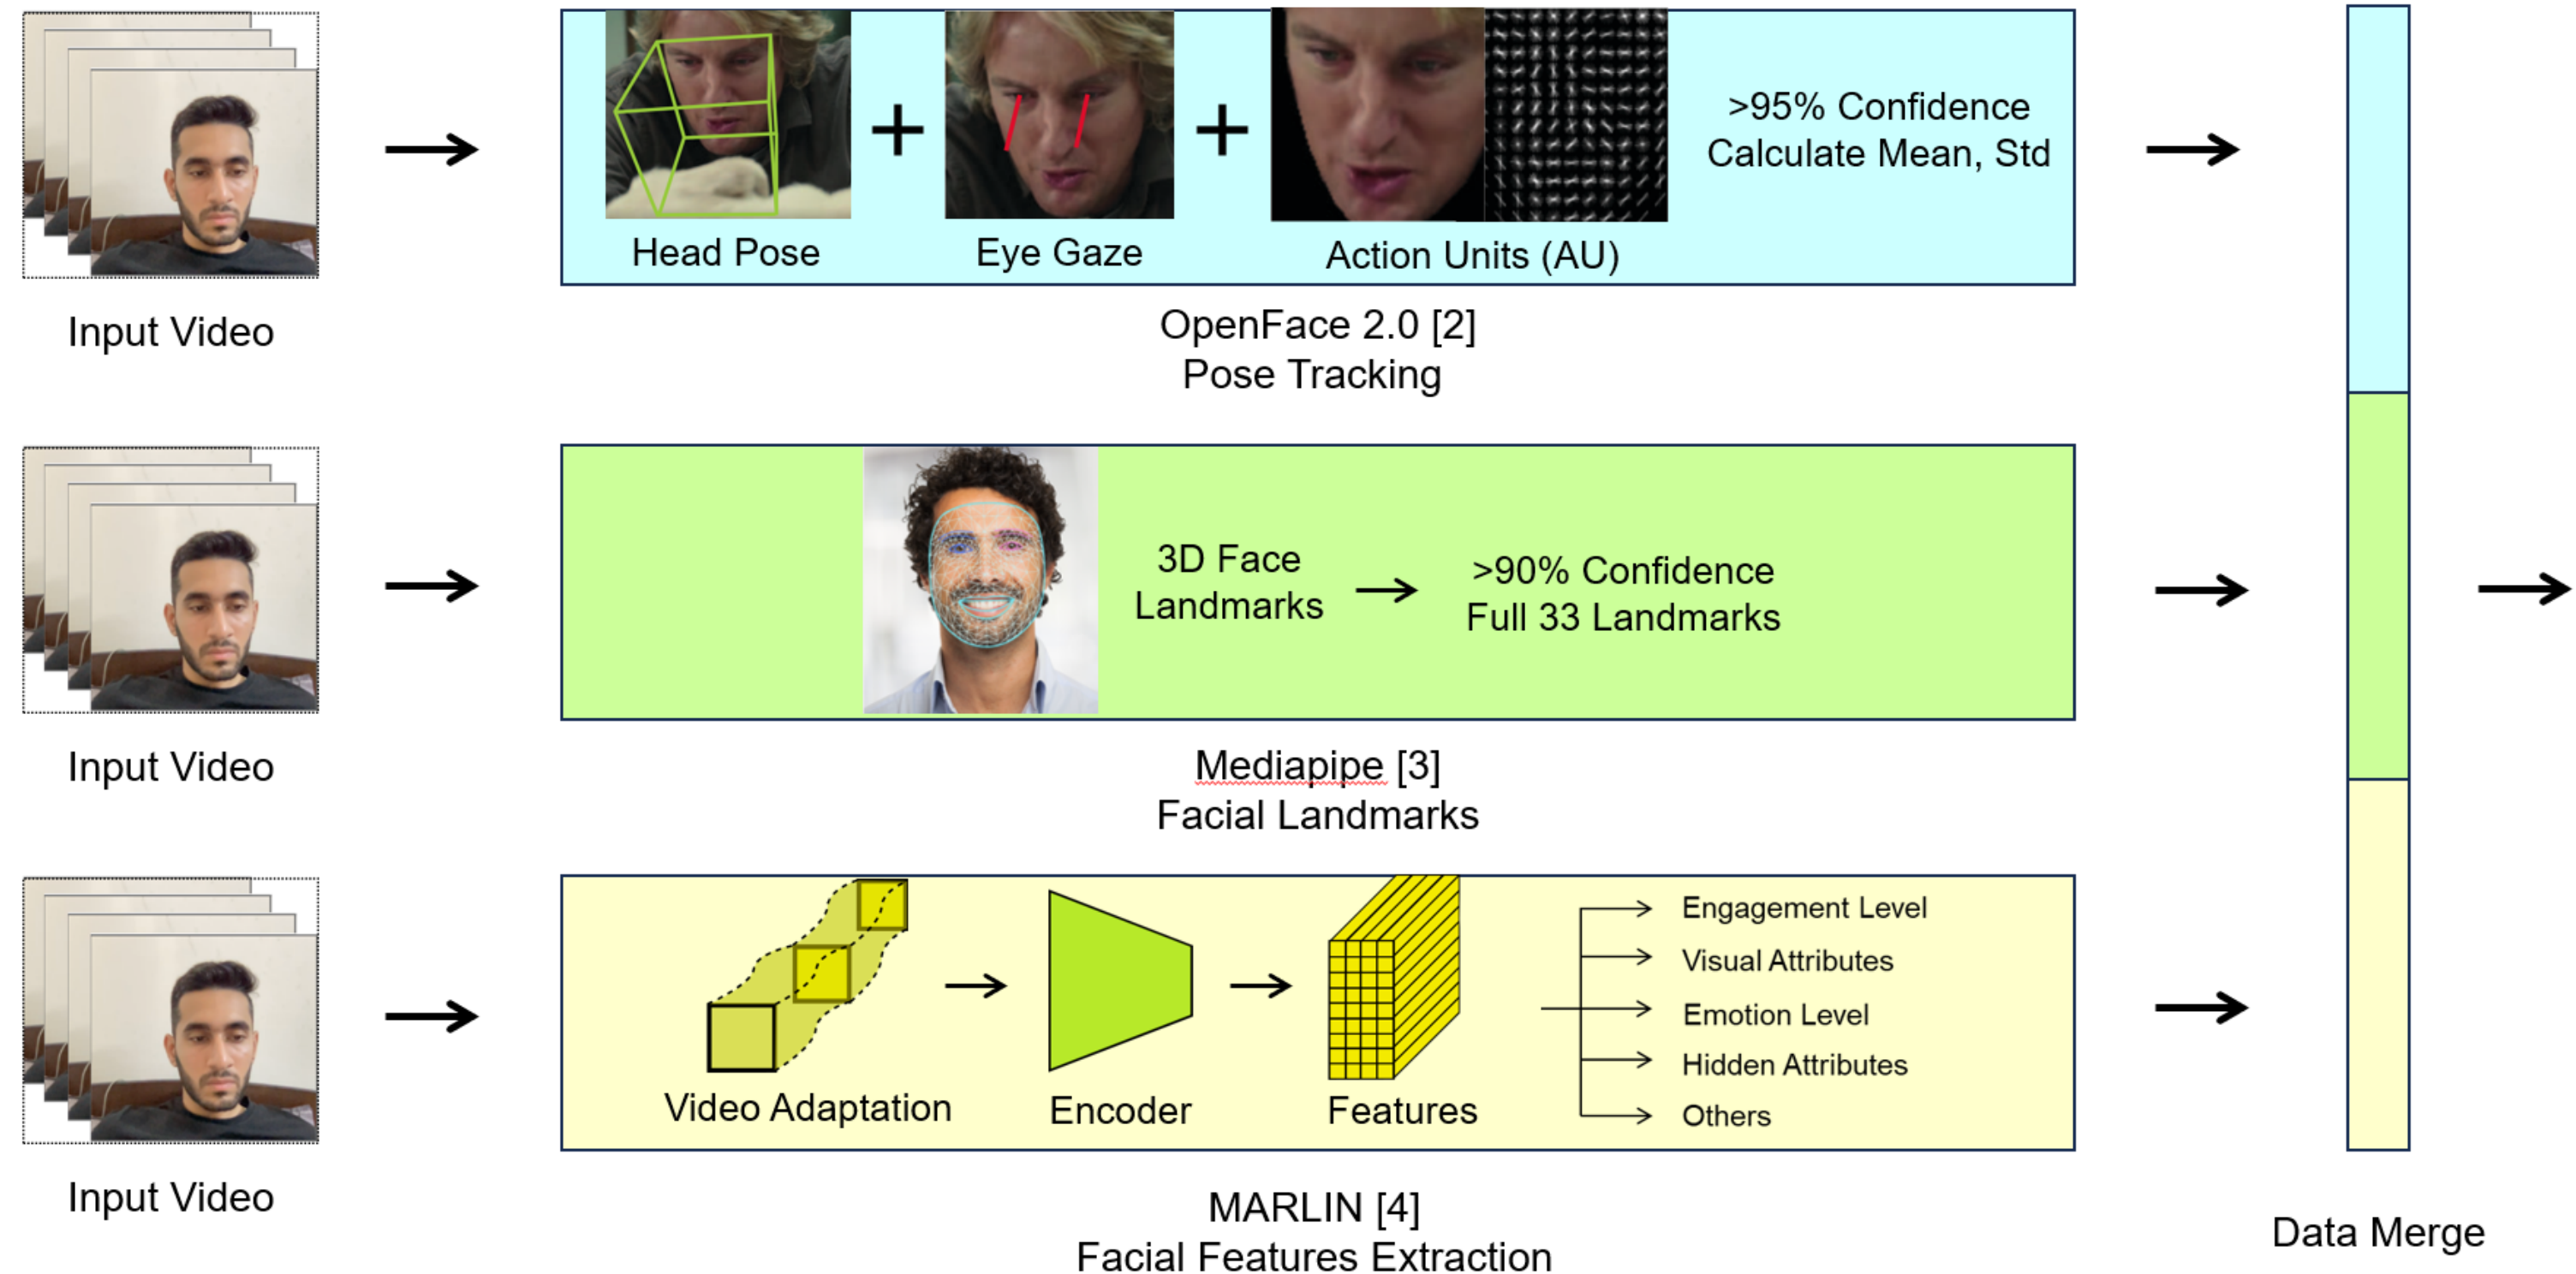 Input Video
Head Pose
Eye Gaze
Action Units (AU)
>95% Confidence
Calculate Mean, Std
OpenFace 2.0 [2]
Pose Tracking
Input Video
3D Face
Landmarks
>90% Confidence
Full 33 Landmarks
Mediapipe [3]
Facial Landmarks
Input Video
Video Adaptation
Encoder
Features
Engagement Level
Visual Attributes
Emotion Level
Hidden Attributes
Others
MARLIN [4]
Facial Features Extraction
Data Merge